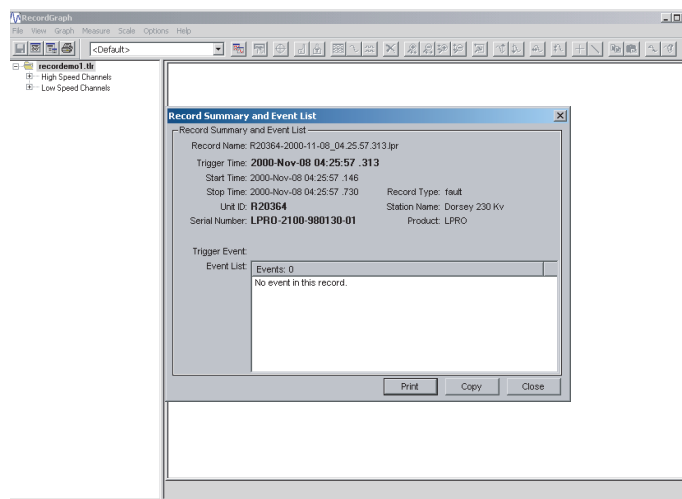 RecordGraph
File View Graph Measure Scale Options Help
<Default>
recordemo1.tlr
High Speed Channels
Low Speed Channels
Record Summary and Event List
Record Summary and Event List
Record Name: R20364-2000-11-08_04.25.57.313.lpr
Trigger Time: 2000-Nov-08 04:25:57 .313
Start Time: 2000-Nov-08 04:25:57 .146
Stop Time: 2000-Nov-08 04:25:57 .730 Record Type: fault
Unit ID: R20364 Station Name: Dorsey 230 Kv
Serial Number: LPRO-2100-980130-01 Product: LPRO
Trigger Event:
Event List: Events: 0
No event in this record.
Print Copy Close